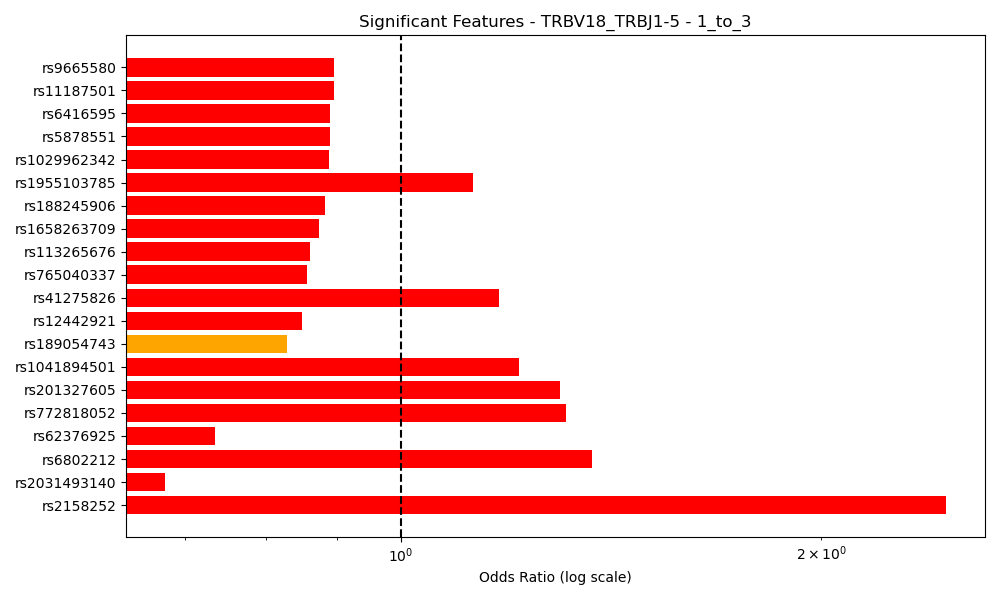 Significant Features - TRBV18_TRBJ1-5 - 1_to_3
rs9665580
rs11187501
rs6416595
rs5878551
rs1029962342
rs1955103785
rs188245906
rs1658263709
rs113265676
rs765040337
rs41275826
rs12442921
rs189054743
rs1041894501
rs201327605
rs772818052
rs62376925
rs6802212
rs2031493140
rs2158252
10⁰ 2 × 10⁰
Odds Ratio (log scale)